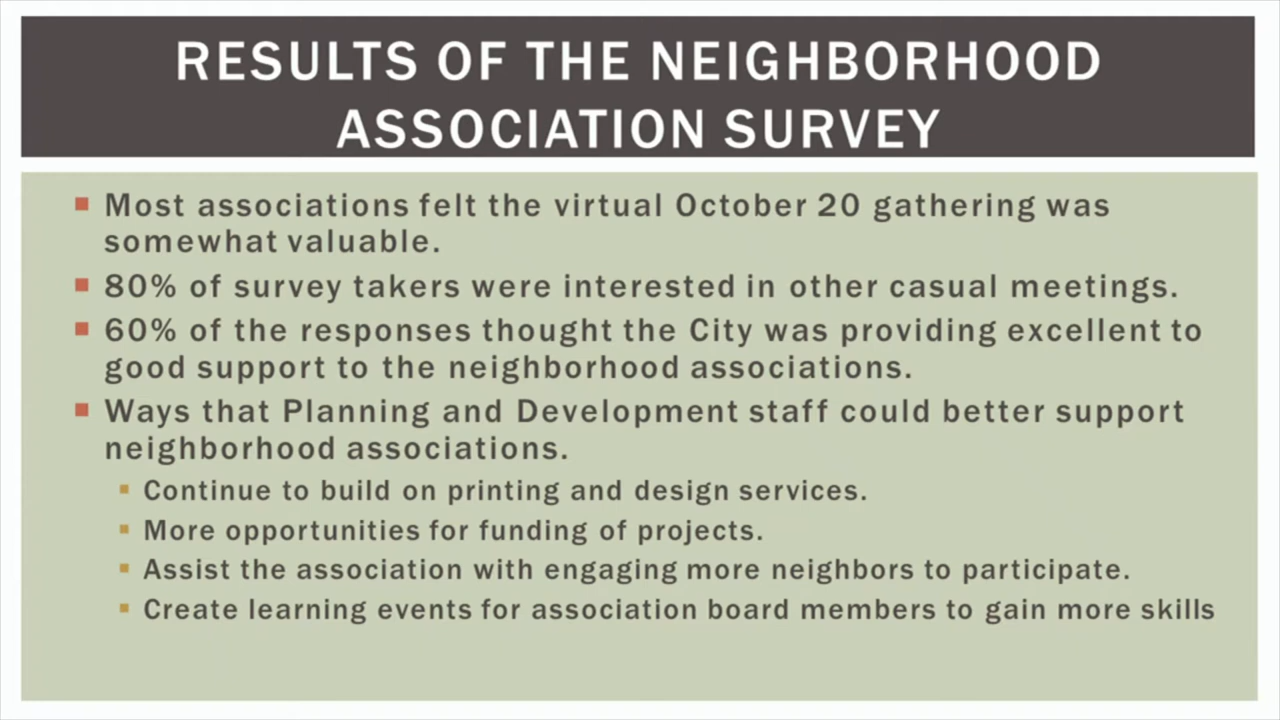 RESULTS OF THE NEIGHBORHOOD
ASSOCIATION SURVEY
▪ Most associations felt the virtual October 20 gathering was
somewhat valuable.
▪ 80% of survey takers were interested in other casual meetings.
▪ 60% of the responses thought the City was providing excellent to
good support to the neighborhood associations.
▪ Ways that Planning and Development staff could better support
neighborhood associations.
▪ Continue to build on printing and design services.
▪ More opportunities for funding of projects.
▪ Assist the association with engaging more neighbors to participate.
▪ Create learning events for association board members to gain more skills